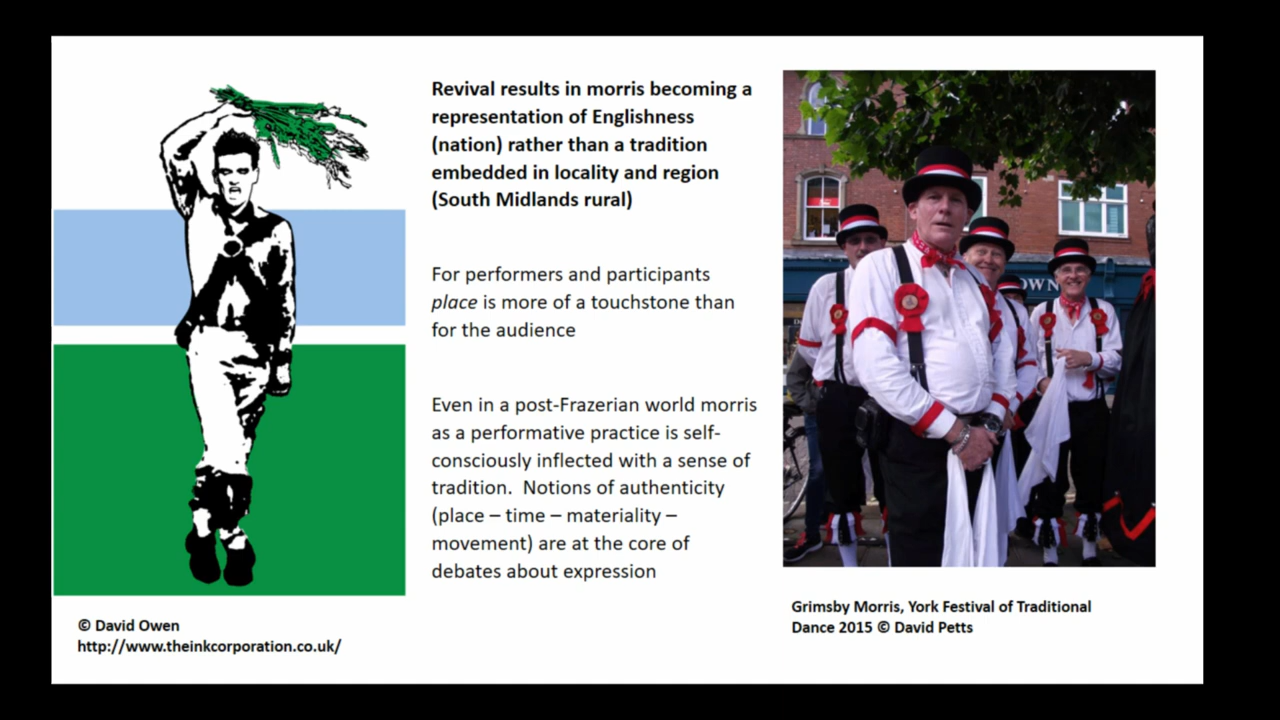 Revival results in morris becoming a
representation of Englishness
(nation) rather than a tradition
embedded in locality and region
(South Midlands rural)
For performers and participants
place is more of a touchstone than
for the audience
Even in a post-Frazerian world morris
as a performative practice is self-
consciously inflected with a sense of
tradition.  Notions of authenticity
(place – time – materiality –
movement) are at the core of
debates about expression
© David Owen
http://www.theinkcorporation.co.uk/
OWN
Grimsby Morris, York Festival of Traditional
Dance 2015 © David Petts